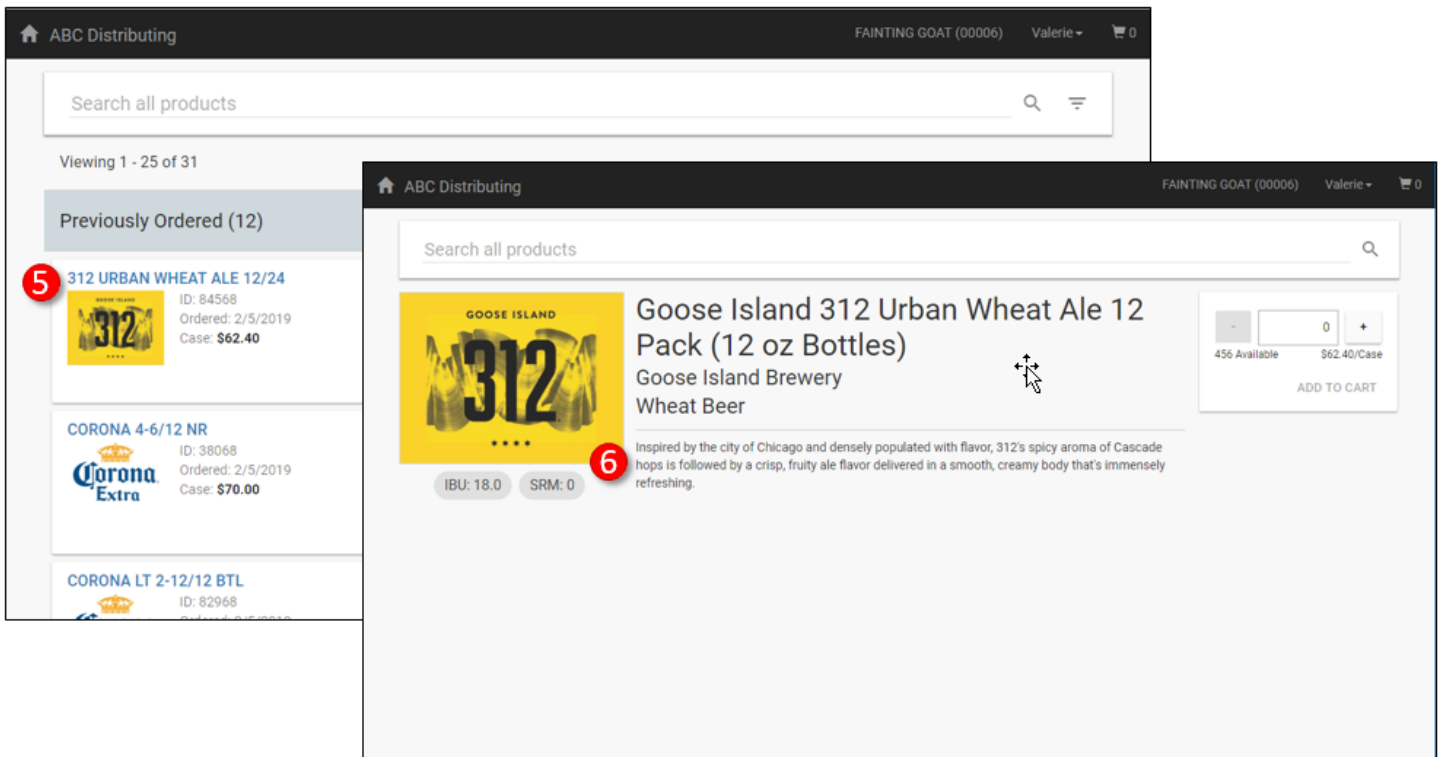 ABC Distributing
FAINTING GOAT (00006) Valerie 0
Search all products
Viewing 1 - 25 of 31
Previously Ordered (12)
5
312 URBAN WHEAT ALE 12/24
GOOSE ISLAND
312
ID: 84568
Ordered: 2/5/2019
Case: $62.40
CORONA 4-6/12 NR
Corona
Extra
ID: 38068
Ordered: 2/5/2019
Case: $70.00
CORONA LT 2-12/12 BTL
ID: 82968
ABC Distributing
FAINTING GOAT (00006) Valerie 0
Search all products
GOOSE ISLAND
312
IBU: 18.0 SRM: 0
Goose Island 312 Urban Wheat Ale 12
Pack (12 oz Bottles)
Goose Island Brewery
Wheat Beer
6
Inspired by the city of Chicago and densely populated with flavor, 312's spicy aroma of Cascade
hops is followed by a crisp, fruity ale flavor delivered in a smooth, creamy body that's immensely
refreshing.
- 0 +
456 Available $62.40/Case
ADD TO CART